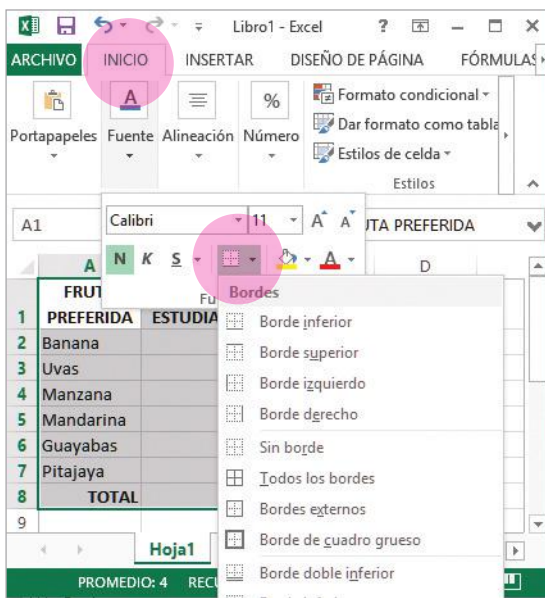 Libro1 - Excel ?
ARCHIVO INICIO INSERTAR DISEÑO DE PÁGINA FÓRMULAS
Portapapeles Fuente Alineación Número
A % 
Formato condicional
Dar formato como tabla
Estilos de celda
Estilos
A1 UTA PREFERIDA
Calibri 11 A A
N K S A
A D
Fu
Bordes
1 FRUT
PREFERIDA ESTUDIA
2 Banana
3 Uvas
4 Manzana
5 Mandarina
6 Guayabas
7 Pitajaya
8 TOTAL
9
Borde inferior
Borde superior
Borde izquierdo
Borde derecho
Sin borde
Todos los bordes
Bordes externos
Borde de cuadro grueso
Borde doble inferior
Hoja1
PROMEDIO: 4 RECU